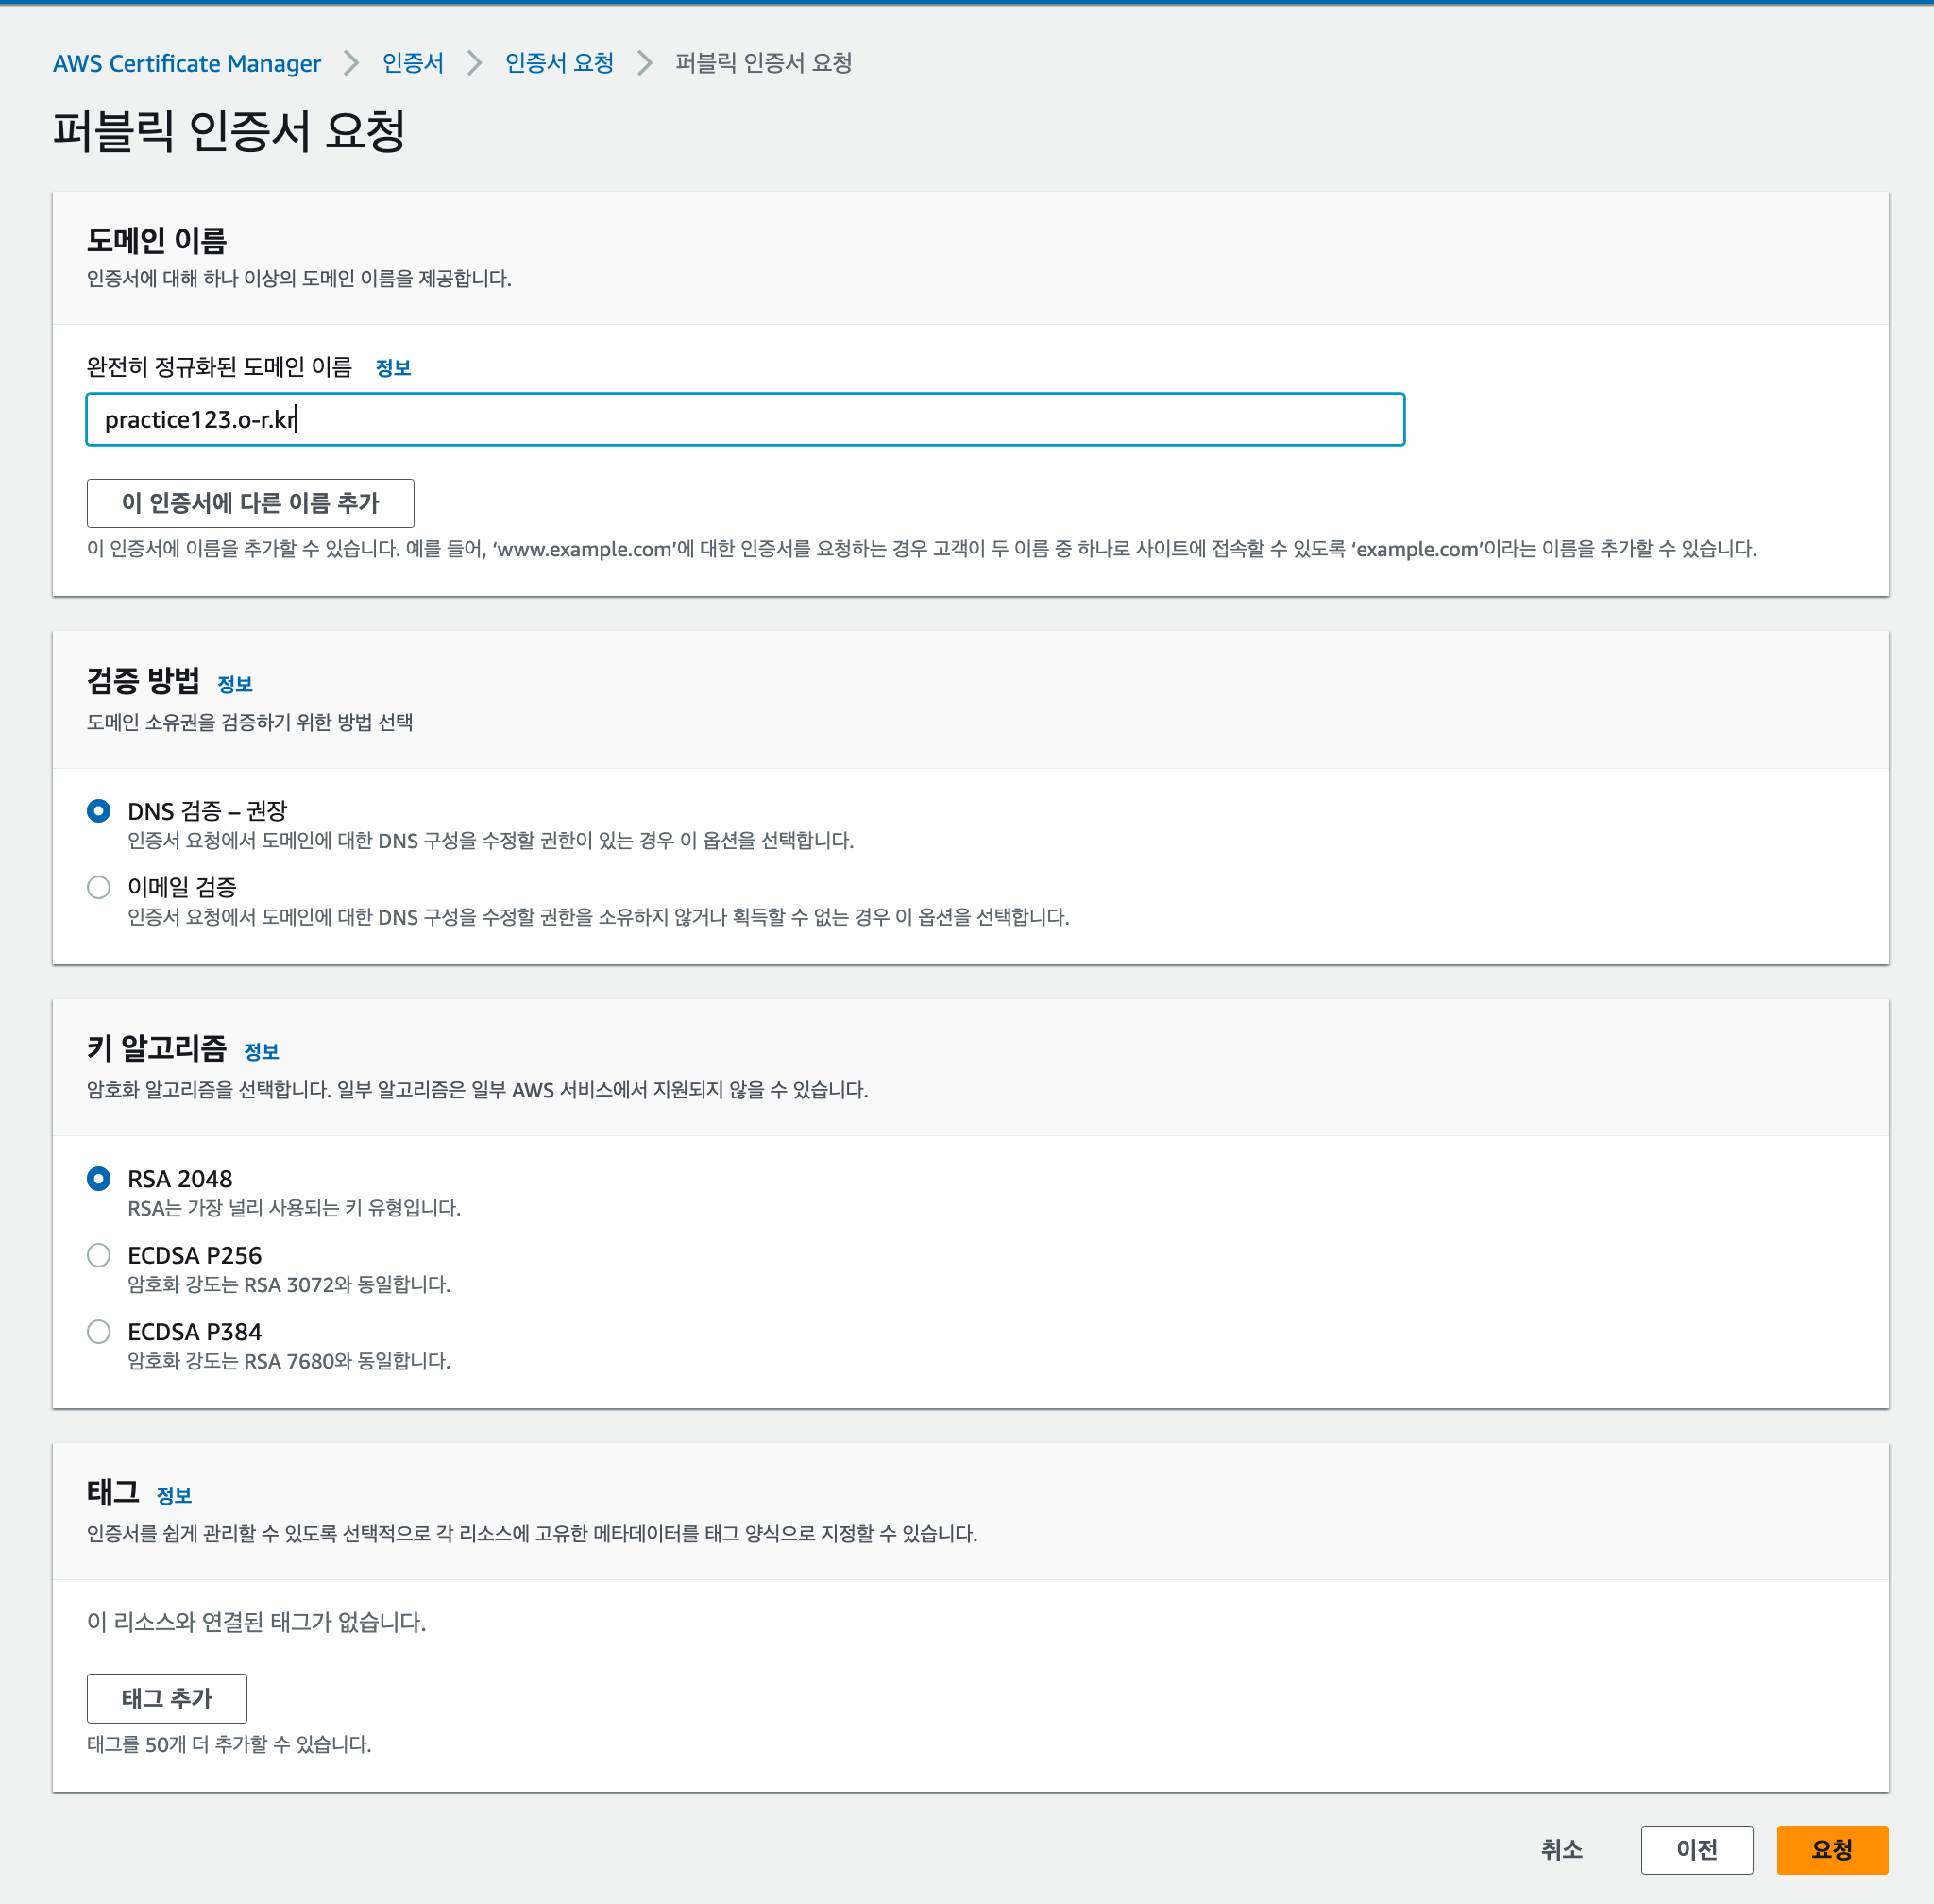 AWS Certificate Manager > 인증서 > 인증서 요청 > 퍼블릭 인증서 요청
퍼블릭 인증서 요청
도메인 이름
인증서에 대해 하나 이상의 도메인 이름을 제공합니다.
완전히 정규화된 도메인 이름 정보
practice123.o-r.kr
이 인증서에 다른 이름 추가
이 인증서에 이름을 추가할 수 있습니다. 예를 들어, ‘www.example.com’에 대한 인증서를 요청하는 경우 고객이 두 이름 중 하나로 사이트에 접속할 수 있도록 ‘example.com’이라는 이름을 추가할 수 있습니다.
검증 방법 정보
도메인 소유권을 검증하기 위한 방법 선택
DNS 검증 – 권장
인증서 요청에서 도메인에 대한 DNS 구성을 수정할 권한이 있는 경우 이 옵션을 선택합니다.
이메일 검증
인증서 요청에서 도메인에 대한 DNS 구성을 수정할 권한을 소유하지 않거나 획득할 수 없는 경우 이 옵션을 선택합니다.
키 알고리즘 정보
암호화 알고리즘을 선택합니다. 일부 알고리즘은 일부 AWS 서비스에서 지원되지 않을 수 있습니다.
RSA 2048
RSA는 가장 널리 사용되는 키 유형입니다.
ECDSA P256
암호화 강도는 RSA 3072와 동일합니다.
ECDSA P384
암호화 강도는 RSA 7680와 동일합니다.
태그 정보
인증서를 쉽게 관리할 수 있도록 선택적으로 각 리소스에 고유한 메타데이터를 태그 양식으로 지정할 수 있습니다.
이 리소스와 연결된 태그가 없습니다.
태그 추가
태그를 50개 더 추가할 수 있습니다.
취소 이전 요청